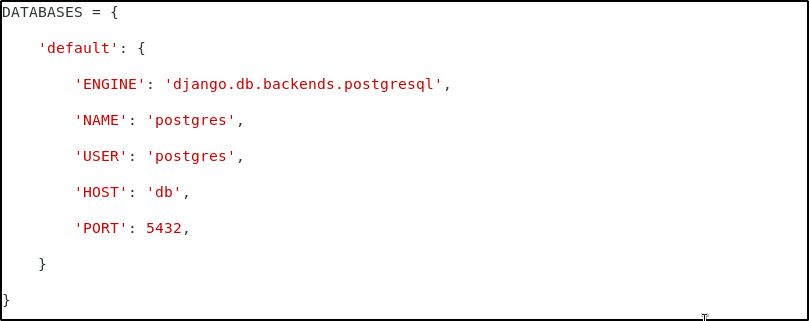 DATABASES = {
    'default': {
        'ENGINE': 'django.db.backends.postgresql',
        'NAME': 'postgres',
        'USER': 'postgres',
        'HOST': 'db',
        'PORT': 5432,
    }
}